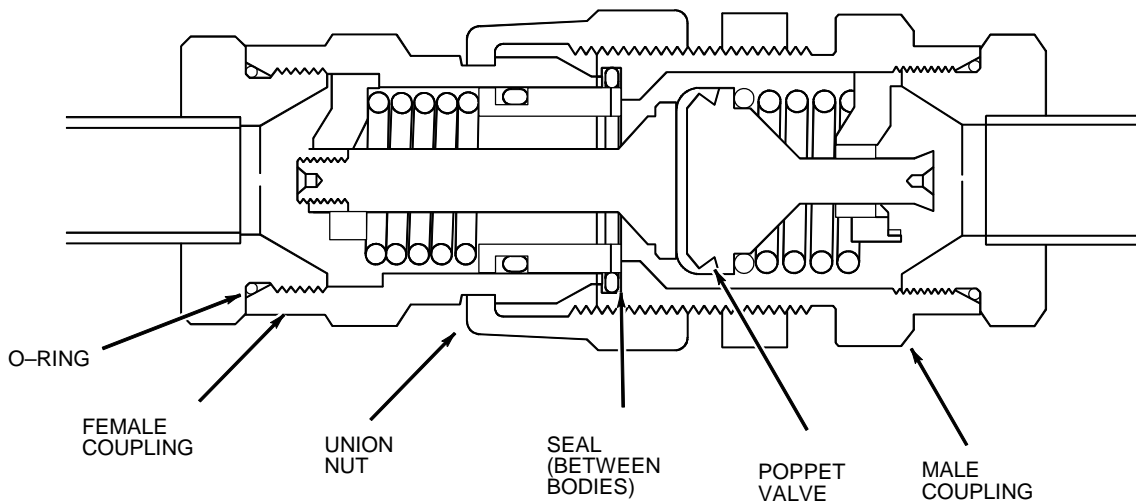 O–RING
FEMALE
COUPLING
UNION
NUT
SEAL
(BETWEEN
BODIES)
POPPET
VALVE
MALE
COUPLING